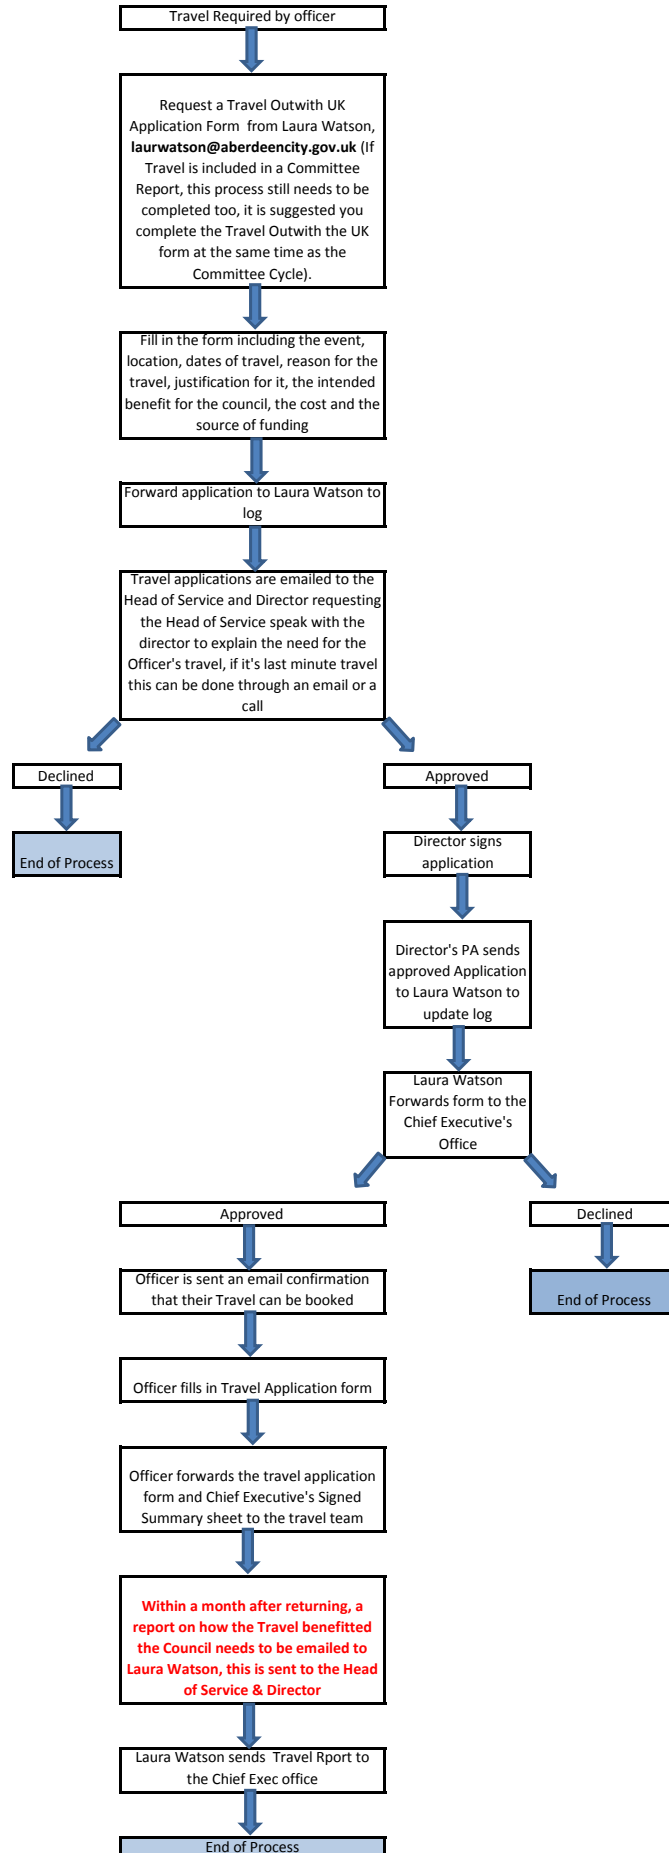 Travel Required by officer
Request a Travel Outwith UK
Application Form  from Laura Watson,
laurwatson@aberdeencity.gov.uk (If
Travel is included in a Committee
Report, this process still needs to be
completed too, it is suggested you
complete the Travel Outwith the UK
form at the same time as the
Committee Cycle).
Fill in the form including the event,
location, dates of travel, reason for the
travel, justification for it, the intended
benefit for the council, the cost and the
source of funding
Forward application to Laura Watson to
log
Travel applications are emailed to the
Head of Service and Director requesting
the Head of Service speak with the
director to explain the need for the
Officer's travel, if it's last minute travel
this can be done through an email or a
call
Declined
Approved
End of Process
Director signs
application
Director's PA sends
approved Application
to Laura Watson to
update log
Laura Watson
Forwards form to the
Chief Executive's
Office
Approved
Declined
Officer is sent an email confirmation
that their Travel can be booked
End of Process
Officer fills in Travel Application form
Officer forwards the travel application
form and Chief Executive's Signed
Summary sheet to the travel team
Within a month after returning, a
report on how the Travel benefitted
the Council needs to be emailed to
Laura Watson, this is sent to the Head
of Service & Director
Laura Watson sends  Travel Rport to
the Chief Exec office
End of Process